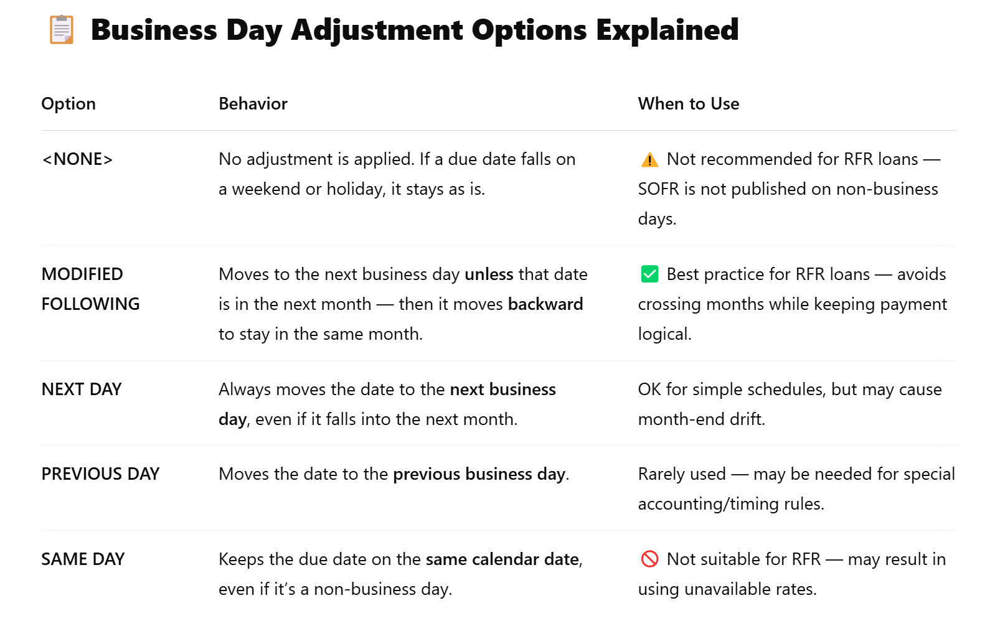 📋 Business Day Adjustment Options Explained
Option Behavior When to Use
<NONE> No adjustment is applied. If a due date falls on
a weekend or holiday, it stays as is.
⚠️ Not recommended for RFR loans —
SOFR is not published on non-business
days.
MODIFIED
FOLLOWING
Moves to the next business day unless that date
is in the next month — then it moves backward
to stay in the same month.
✅ Best practice for RFR loans — avoids
crossing months while keeping payment
logical.
NEXT DAY
Always moves the date to the next business
day, even if it falls into the next month.
OK for simple schedules, but may cause
month-end drift.
PREVIOUS DAY
Moves the date to the previous business day.
Rarely used — may be needed for special
accounting/timing rules.
SAME DAY
Keeps the due date on the same calendar date,
even if it’s a non-business day.
🚫 Not suitable for RFR — may result in
using unavailable rates.